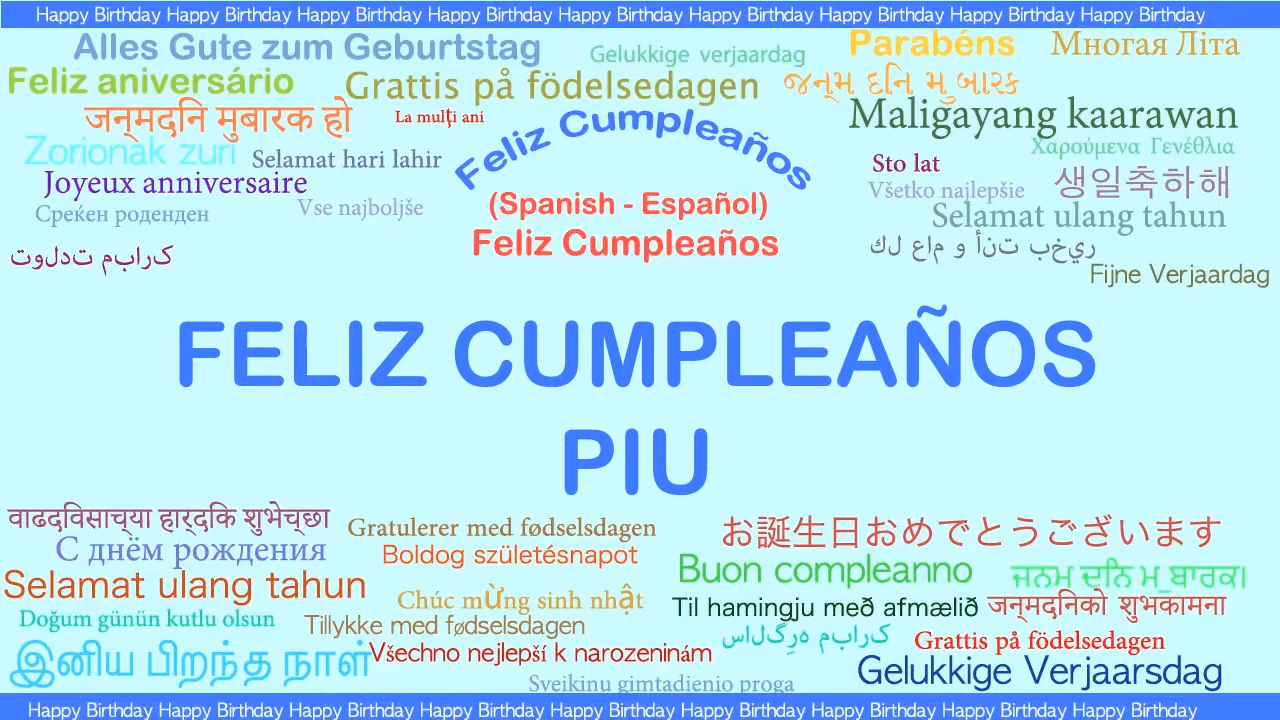 Happy Birthday Happy Birthday Happy Birthday Happy Birthday Happy Birthday Happy Birthday Happy Birthday Happy Birthday Happy Birthday
Alles Gute zum Geburtstag
Gelukkige verjaardag
Parabéns
Многая Літа
Feliz aniversário
Grattis på födelsedagen
જન્મ દિન મુબારક
जन्मदिन मुबारक हो
La mulţi ani
Feliz Cumpleaños
Maligayang kaarawan
Zorionak zuri
Selamat hari lahir
Sto lat
Χαρούμενα Γενέθλια
Joyeux anniversaire
Vse najboljše
(Spanish - Español)
Všetko najlepšie
생일축하해
Среќен роденден
Feliz Cumpleaños
Selamat ulang tahun
تولدت مبارک
كل عام و أنت بخير
Fijne Verjaardag
FELIZ CUMPLEAÑOS
PIU
वाढदिवसाच्या हार्दिक शुभेच्छा
Gratulerer med fødselsdagen
お誕生日おめでとうございます
С днём рождения
Boldog születésnapot
Buon compleanno
ਜਨਮ ਦਿਨ ਮੁਬਾਰਕ।
Selamat ulang tahun
Chúc mừng sinh nhật
Til hamingju með afmælið
जन्मदिनको शुभकामना
Doğum günün kutlu olsun
Tillykke med fødselsdagen
سالگرہ مبارک
Grattis på födelsedagen
இனிய பிறந்த நாள்
Všechno nejlepší k narozeninám
Gelukkige Verjaarsdag
Sveikinu gimtadienio proga
Happy Birthday Happy Birthday Happy Birthday Happy Birthday Happy Birthday Happy Birthday Happy Birthday Happy Birthday Happy Birthday